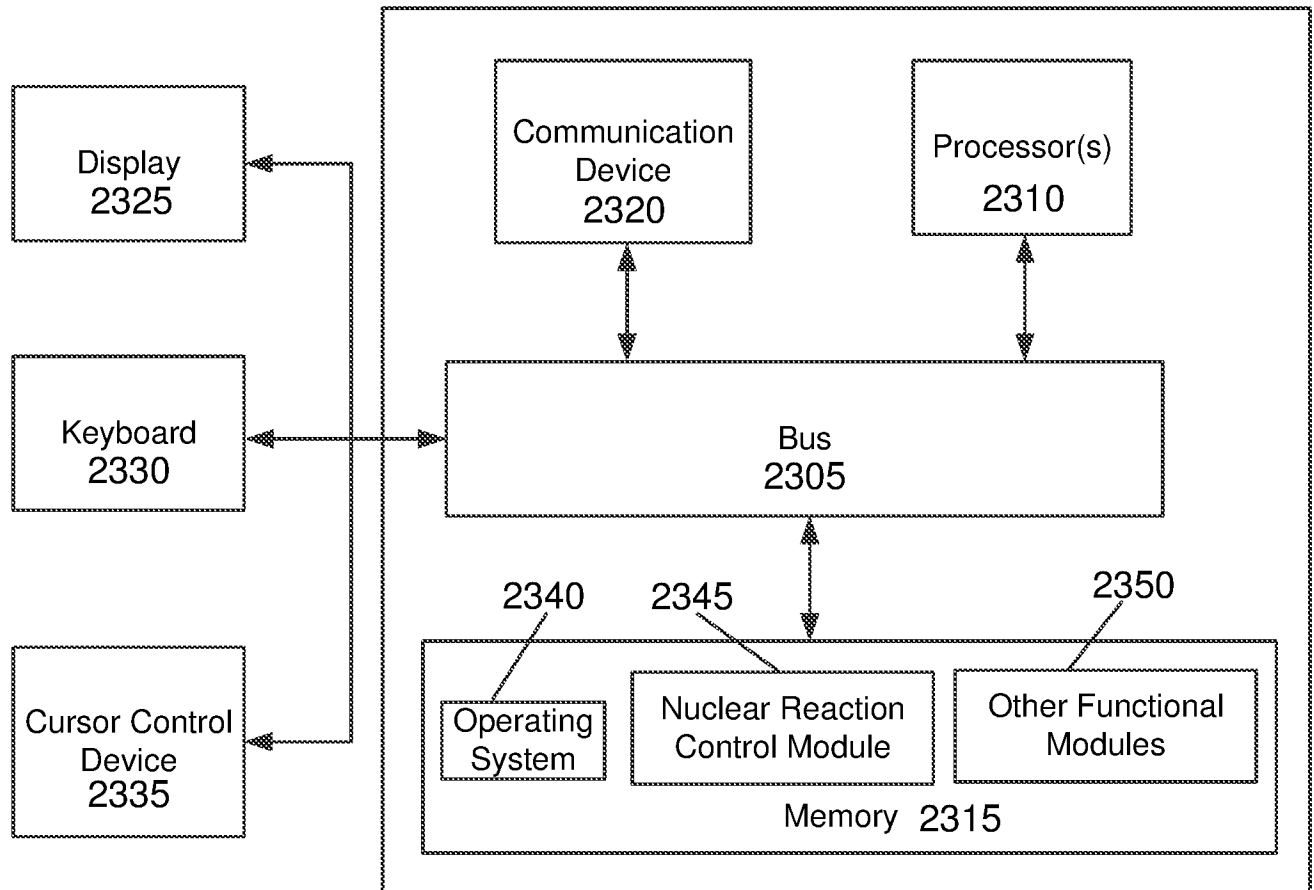 Communication
Device
2320
Processor(s)
2310
Display
2325
Keyboard
2330
Bus
2305
2340
2345
2350
Operating
System
Nuclear Reaction
Control Module
Other Functional
Modules
Cursor Control
Device
2335
Memory 2315